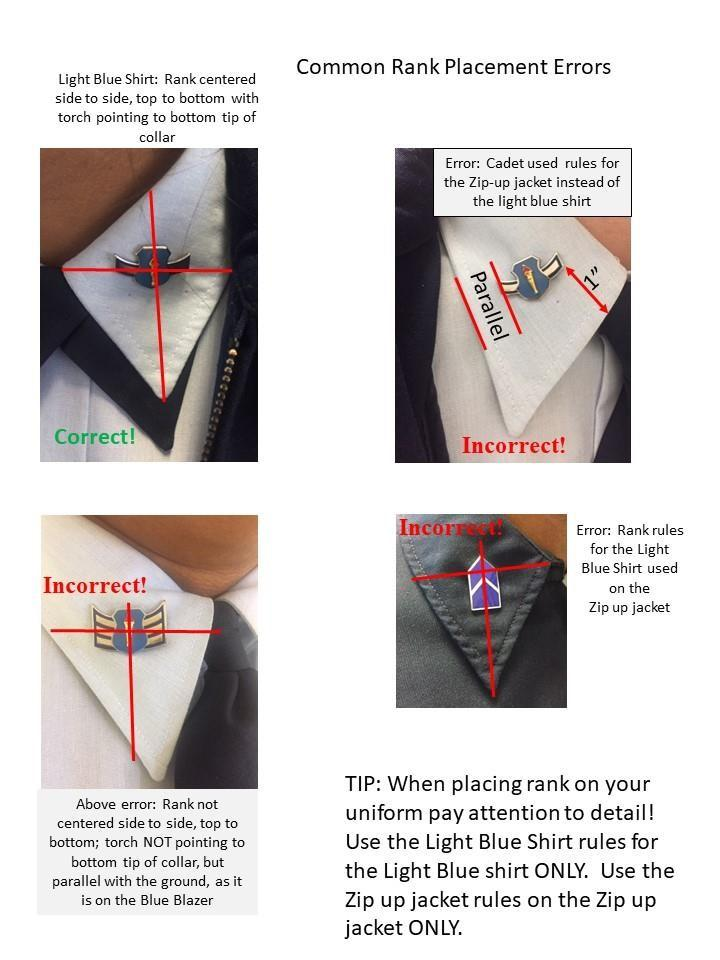 Common Rank Placement Errors
Light Blue Shirt: Rank centered
side to side, top to bottom with
torch pointing to bottom tip of
collar
Correct!
Error: Cadet used rules for
the Zip-up jacket instead of
the light blue shirt
Parallel
1”
Incorrect!
Incorrect!
Above error: Rank not
centered side to side, top to
bottom; torch NOT pointing to
bottom tip of collar, but
parallel with the ground, as it
is on the Blue Blazer
Incorrect!
Error: Rank rules
for the Light
Blue Shirt used
on the
Zip up jacket
TIP: When placing rank on your
uniform pay attention to detail!
Use the Light Blue Shirt rules for
the Light Blue shirt ONLY. Use the
Zip up jacket rules on the Zip up
jacket ONLY.